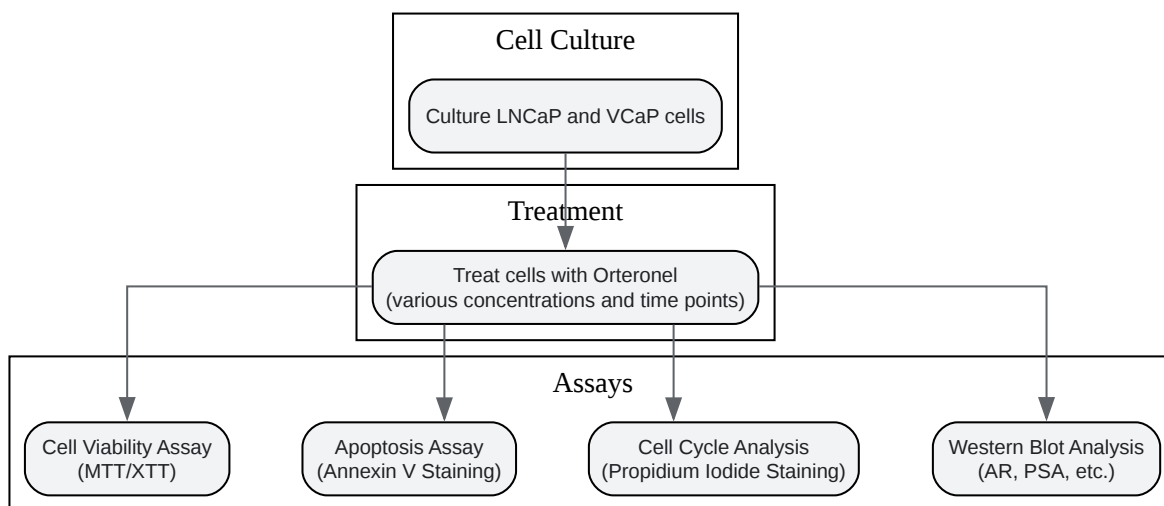 Cell Culture
Culture LNCaP and VCaP cells
Treatment
Treat cells with Orteronel
(various concentrations and time points)
Assays
Cell Viability Assay
(MTT/XTT)
Apoptosis Assay
(Annexin V Staining)
Cell Cycle Analysis
(Propidium Iodide Staining)
Western Blot Analysis
(AR, PSA, etc.)